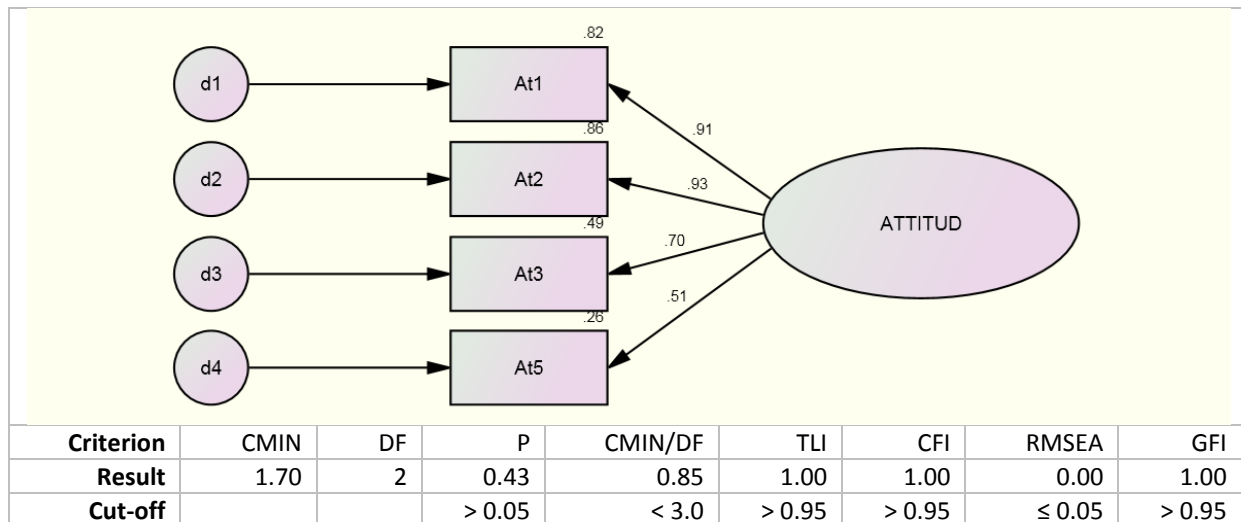 .82
d1 At1
.91
.86
d2 At2
.93
.49
ATTITUD
.70
d3 At3
.51
.26
d4 At5
Criterion CMIN DF P CMIN/DF TLI CFI RMSEA GFI
Result 1.70 2 0.43 0.85 1.00 1.00 0.00 1.00
Cut-off > 0.05 < 3.0 > 0.95 > 0.95 ≤ 0.05 > 0.95